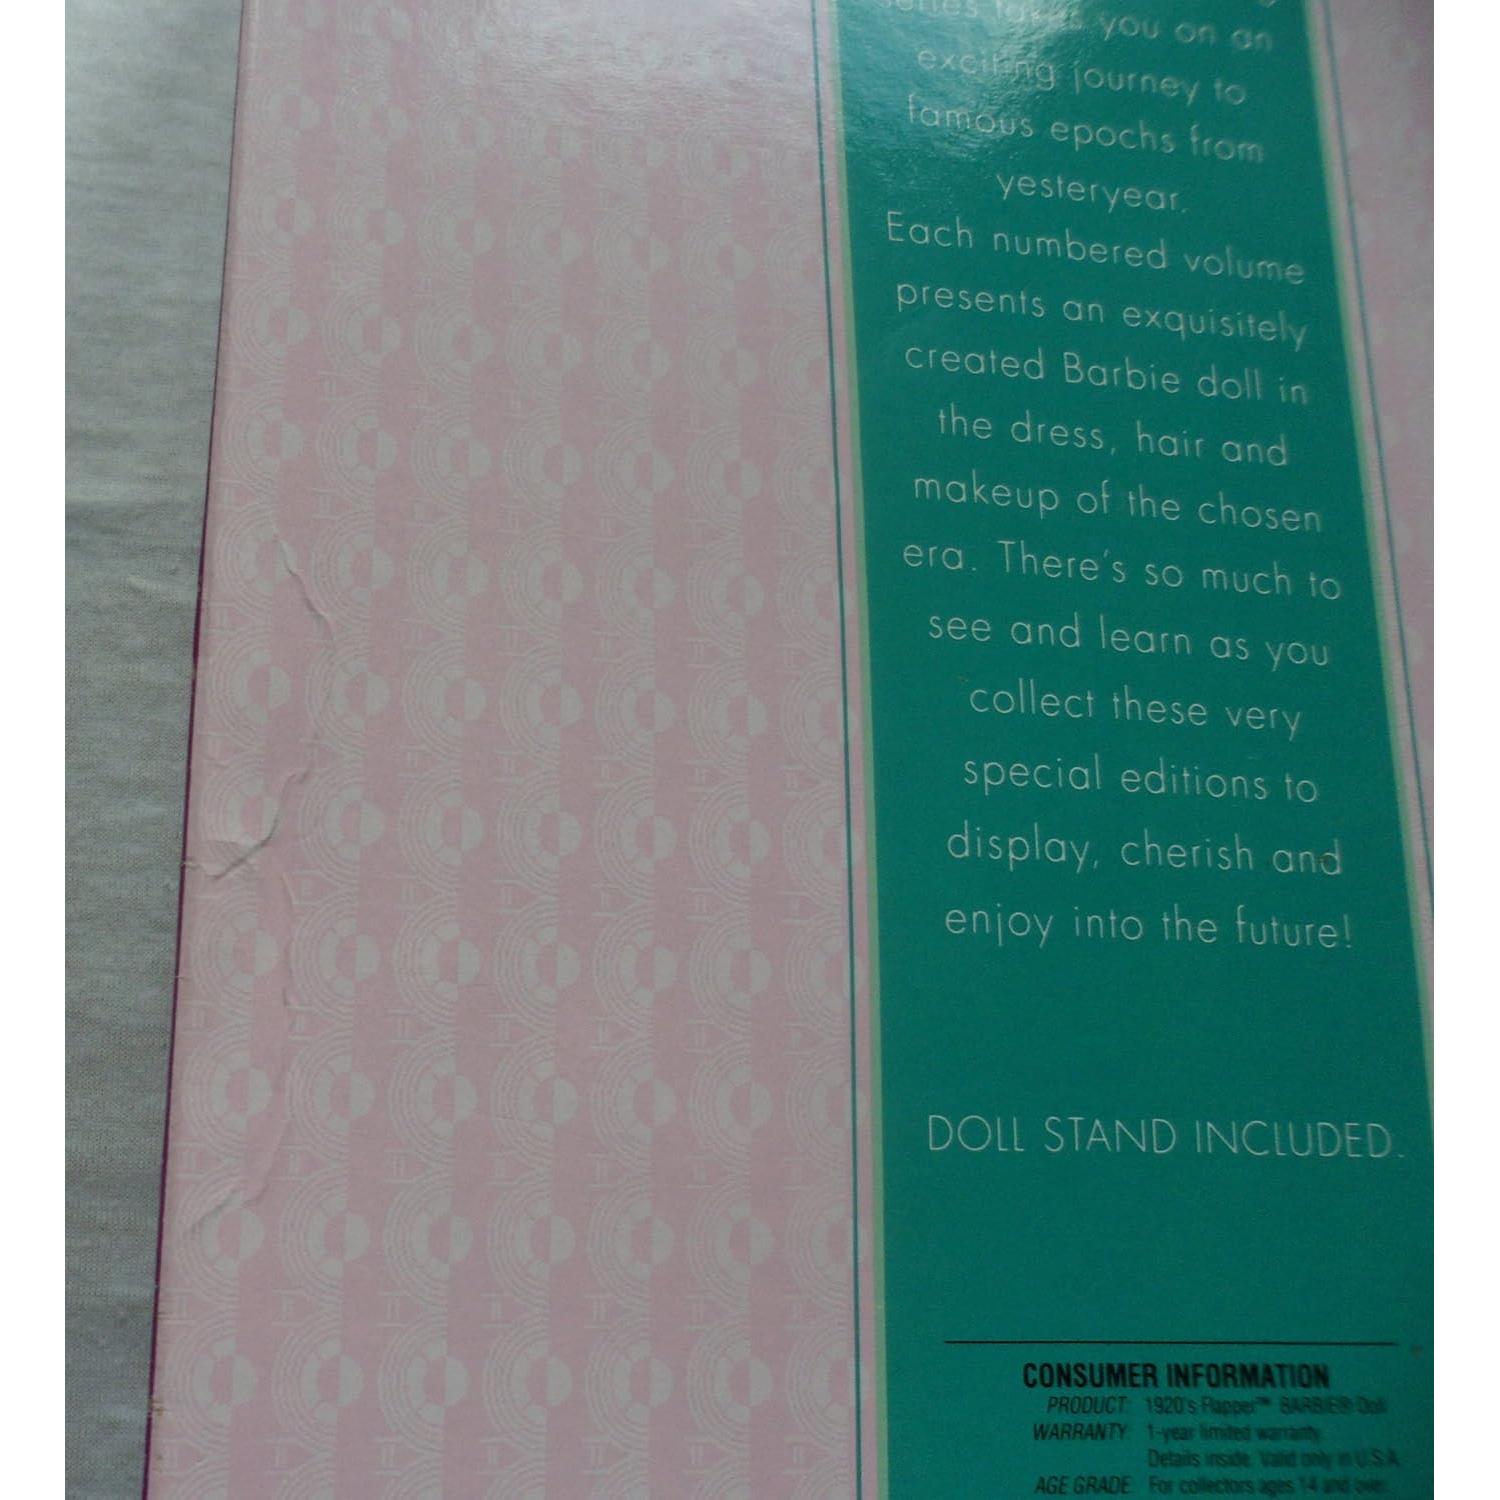 series takes you on an
exciting journey to
famous epochs from
yesteryear.
Each numbered volume
presents an exquisitely
created Barbie doll in
the dress, hair and
makeup of the chosen
era. There's so much to
see and learn as you
collect these very
special editions to
display, cherish and
enjoy into the future!
DOLL STAND INCLUDED.
CONSUMER INFORMATION
PRODUCT: 1920's Flapper™ BARBIE® Doll
WARRANTY: 1-year limited warranty.
Details inside. Valid only in U.S.A.
AGE GRADE: For collectors ages 14 and over.